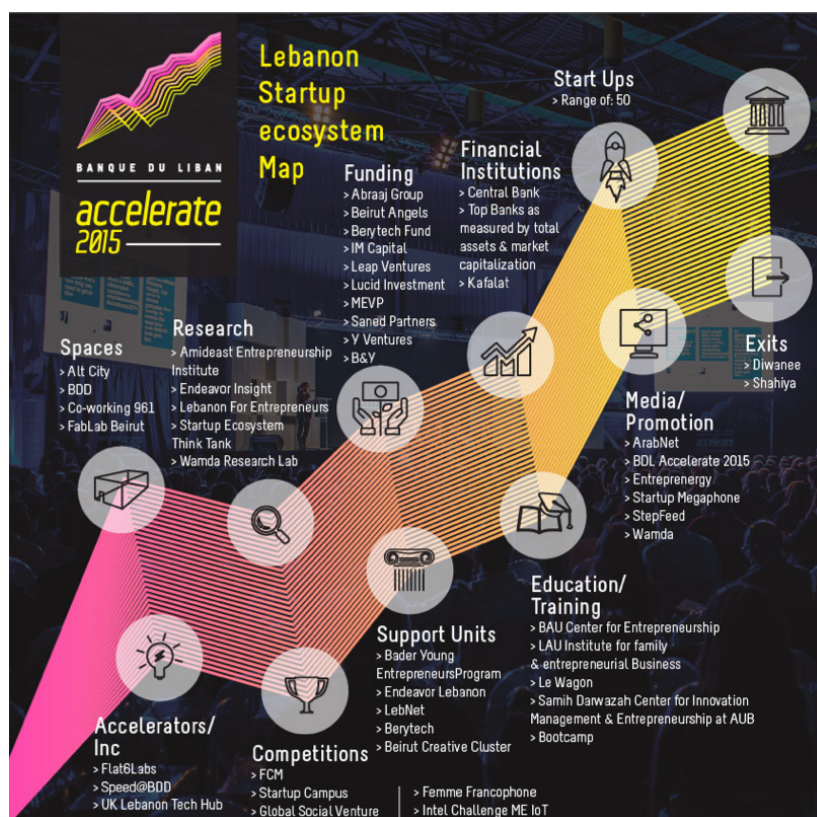 BANQUE DU LIBAN
accelerate
2015
Lebanon
Startup
ecosystem
Map
Start Ups
> Range of: 50
Financial
Institutions
> Central Bank
> Top Banks as
measured by total
assets & market
capitalization
> Kafalat
Funding
> Abraaj Group
> Beirut Angels
> Berytech Fund
> IM Capital
> Leap Ventures
> Lucid Investment
> MEVP
> Saned Partners
> Y Ventures
> B&Y
Research
> Amideast Entrepreneurship
Institute
> Endeavor Insight
> Lebanon For Entrepreneurs
> Startup Ecosystem
Think Tank
> Wamda Research Lab
Spaces
> Alt City
> BDD
> Co-working 961
> FabLab Beirut
Exits
> Diwanee
> Shahiya
Media/
Promotion
> ArabNet
> BDL Accelerate 2015
> Entreprenergy
> Startup Megaphone
> StepFeed
> Wamda
Education/
Training
> BAU Center for Entrepreneurship
> LAU Institute for family
& entrepreneurial Business
> Le Wagon
> Samih Darwazah Center for Innovation
Management & Entrepreneurship at AUB
> Bootcamp
Support Units
> Bader Young
EntrepreneursProgram
> Endeavor Lebanon
> LebNet
> Berytech
> Beirut Creative Cluster
Accelerators/
Inc
> Flat6Labs
> Speed@BDD
> UK Lebanon Tech Hub
Competitions
> FCM
> Startup Campus
> Global Social Venture
> Femme Francophone
> Intel Challenge ME IoT